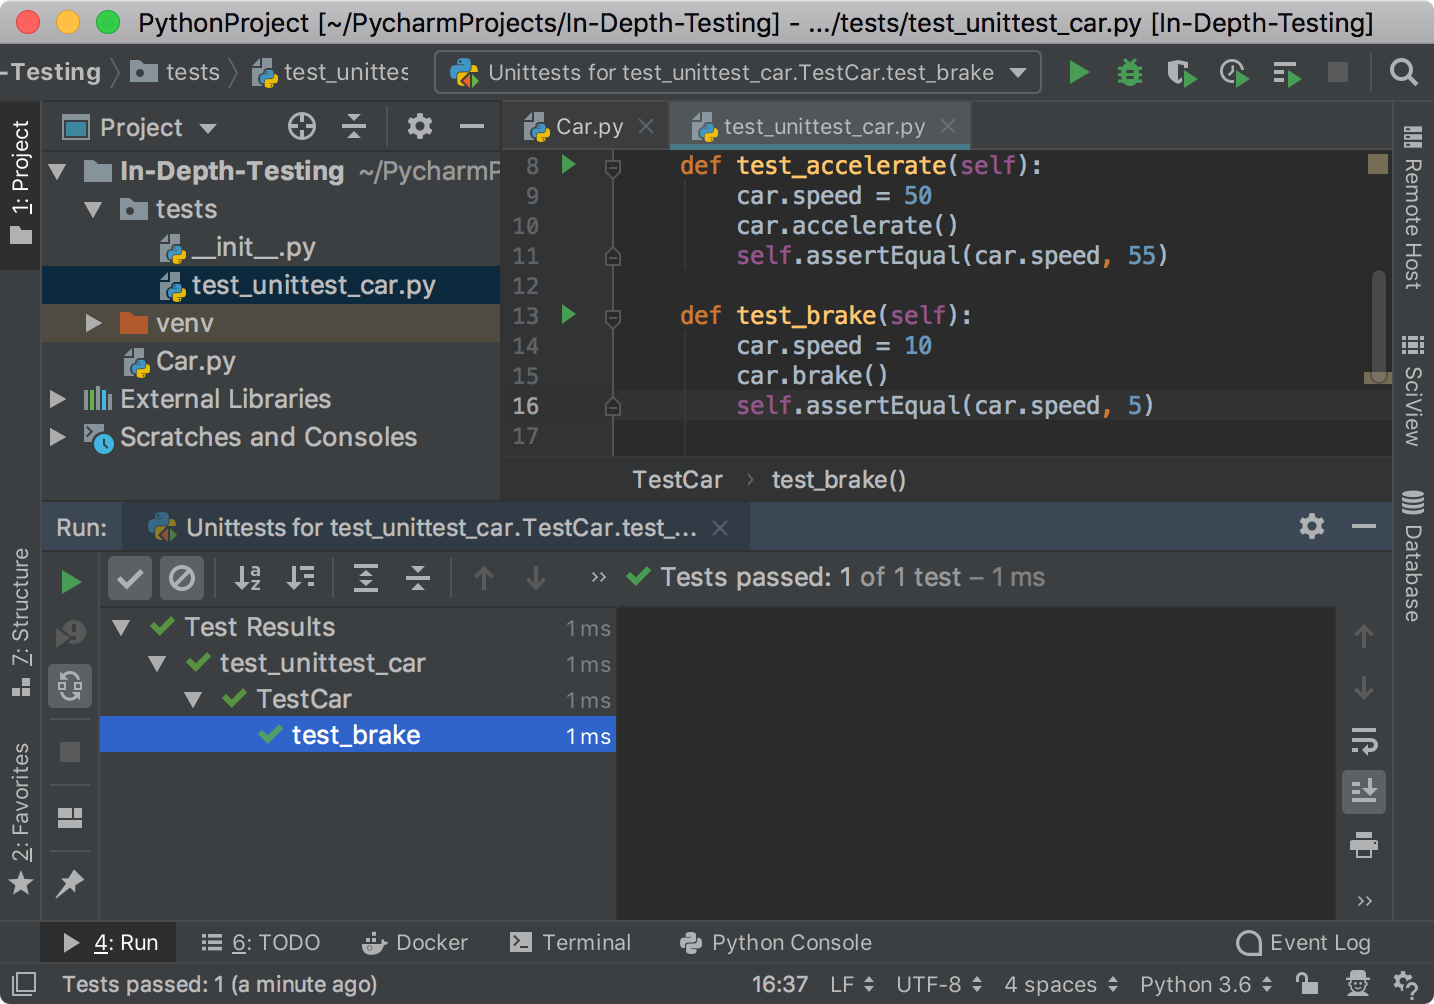 PythonProject [~/PycharmProjects/In-Depth-Testing] - .../tests/test_unittest_car.py [In-Depth-Testing]
-Testing tests test_unittes Unittests for test_unittest_car.TestCar.test_brake
1: Project
Project
In-Depth-Testing ~/PycharmP
tests
__init__.py
test_unittest_car.py
venv
Car.py
External Libraries
Scratches and Consoles
Car.py test_unittest_car.py
8 def test_accelerate(self):
9 car.speed = 50
10 car.accelerate()
11 self.assertEqual(car.speed, 55)
12
13 def test_brake(self):
14 car.speed = 10
15 car.brake()
16 self.assertEqual(car.speed, 5)
17
TestCar › test_brake()
Remote Host
SciView
Database
Run: Unittests for test_unittest_car.TestCar.test_...
7: Structure
2: Favorites
» Tests passed: 1 of 1 test – 1 ms
Test Results 1 ms
test_unittest_car 1 ms
TestCar 1 ms
test_brake 1 ms
»
4: Run 6: TODO Docker Terminal Python Console Event Log
Tests passed: 1 (a minute ago) 16:37 LF UTF-8 4 spaces Python 3.6